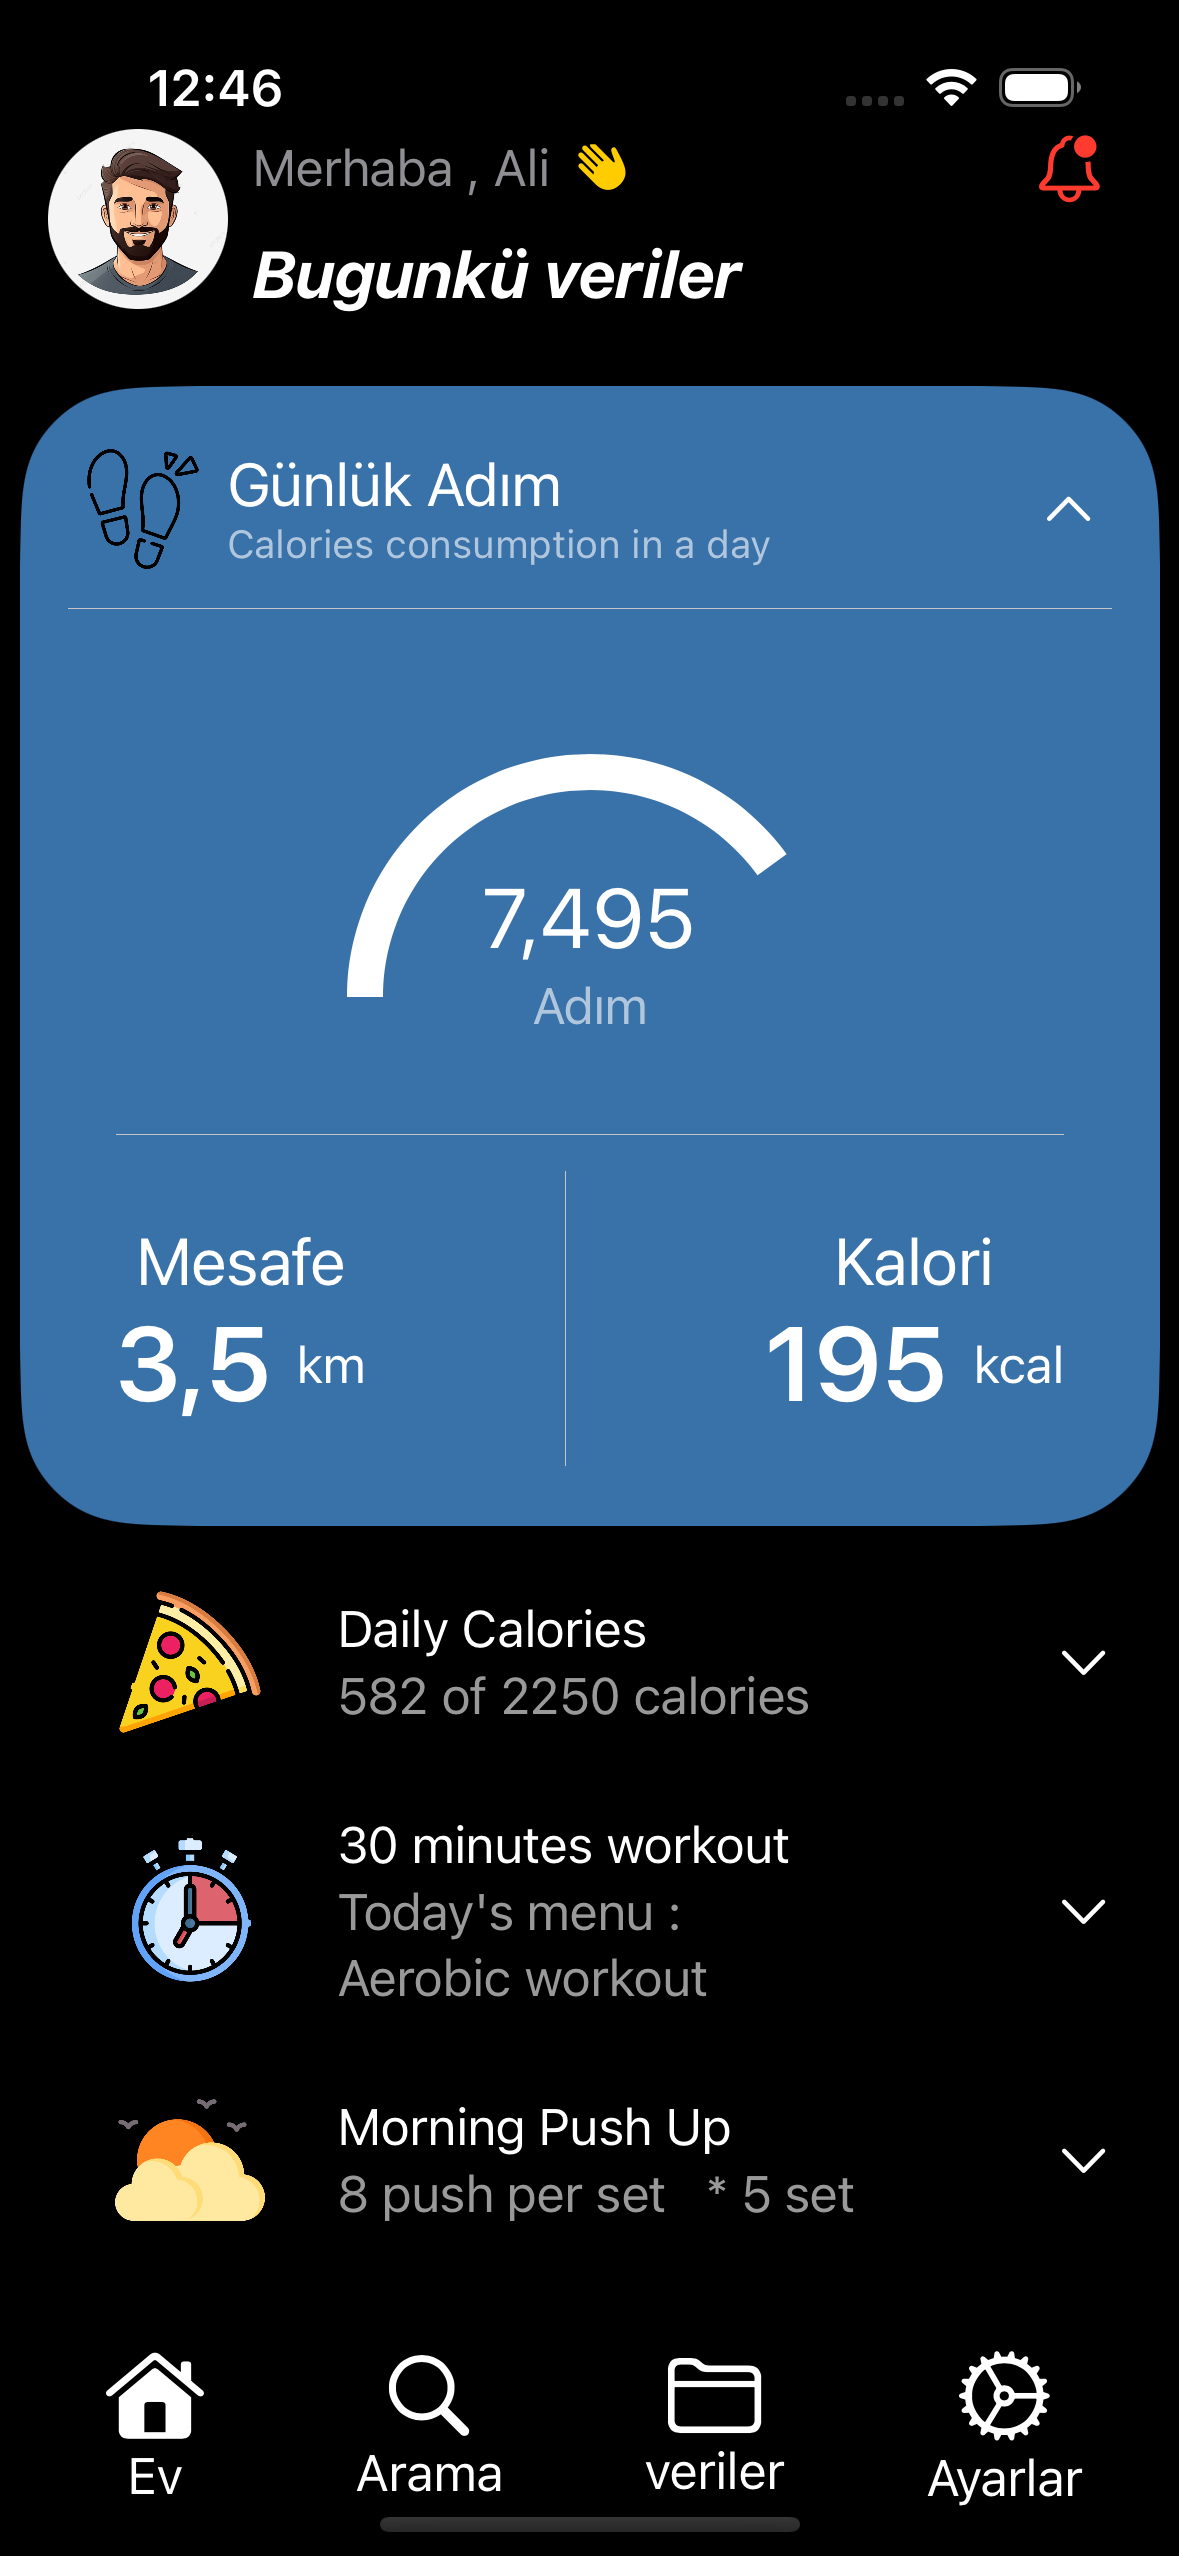 12:46
Merhaba , Ali 👋
Bugunkü veriler
Günlük Adım
Calories consumption in a day
7,495
Adım
Mesafe
3,5 km
Kalori
195 kcal
Daily Calories
582 of 2250 calories
30 minutes workout
Today's menu :
Aerobic workout
Morning Push Up
8 push per set * 5 set
Ev
Arama
veriler
Ayarlar